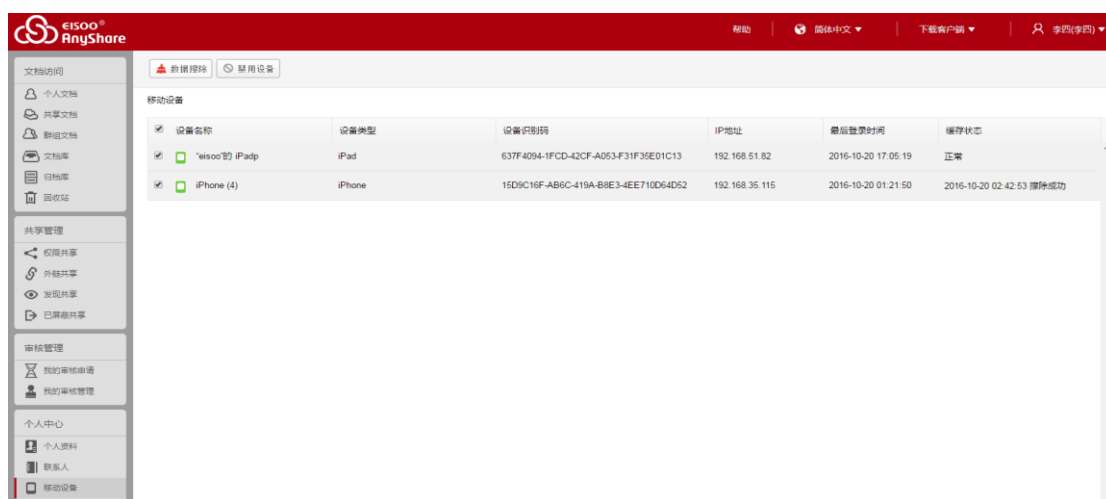 EISOO®
AnyShare
帮助
简体中文
下载客户端
李四(李四)
文档访问
个人文档
共享文档
群组文档
文档库
归档库
回收站
共享管理
权限共享
外链共享
发现共享
已屏蔽共享
审核管理
我的审核申请
我的审核管理
个人中心
个人资料
联系人
移动设备
数据擦除 禁用设备
移动设备
设备名称 设备类型 设备识别码 IP地址 最后登录时间 缓存状态
"eisoo"的 iPadp iPad 637F4094-1FCD-42CF-A053-F31F35E01C13 192.168.51.82 2016-10-20 17:05:19 正常
iPhone (4) iPhone 15D9C16F-AB6C-419A-B8E3-4EE710D64D52 192.168.35.115 2016-10-20 01:21:50 2016-10-20 02:42:53 擦除成功